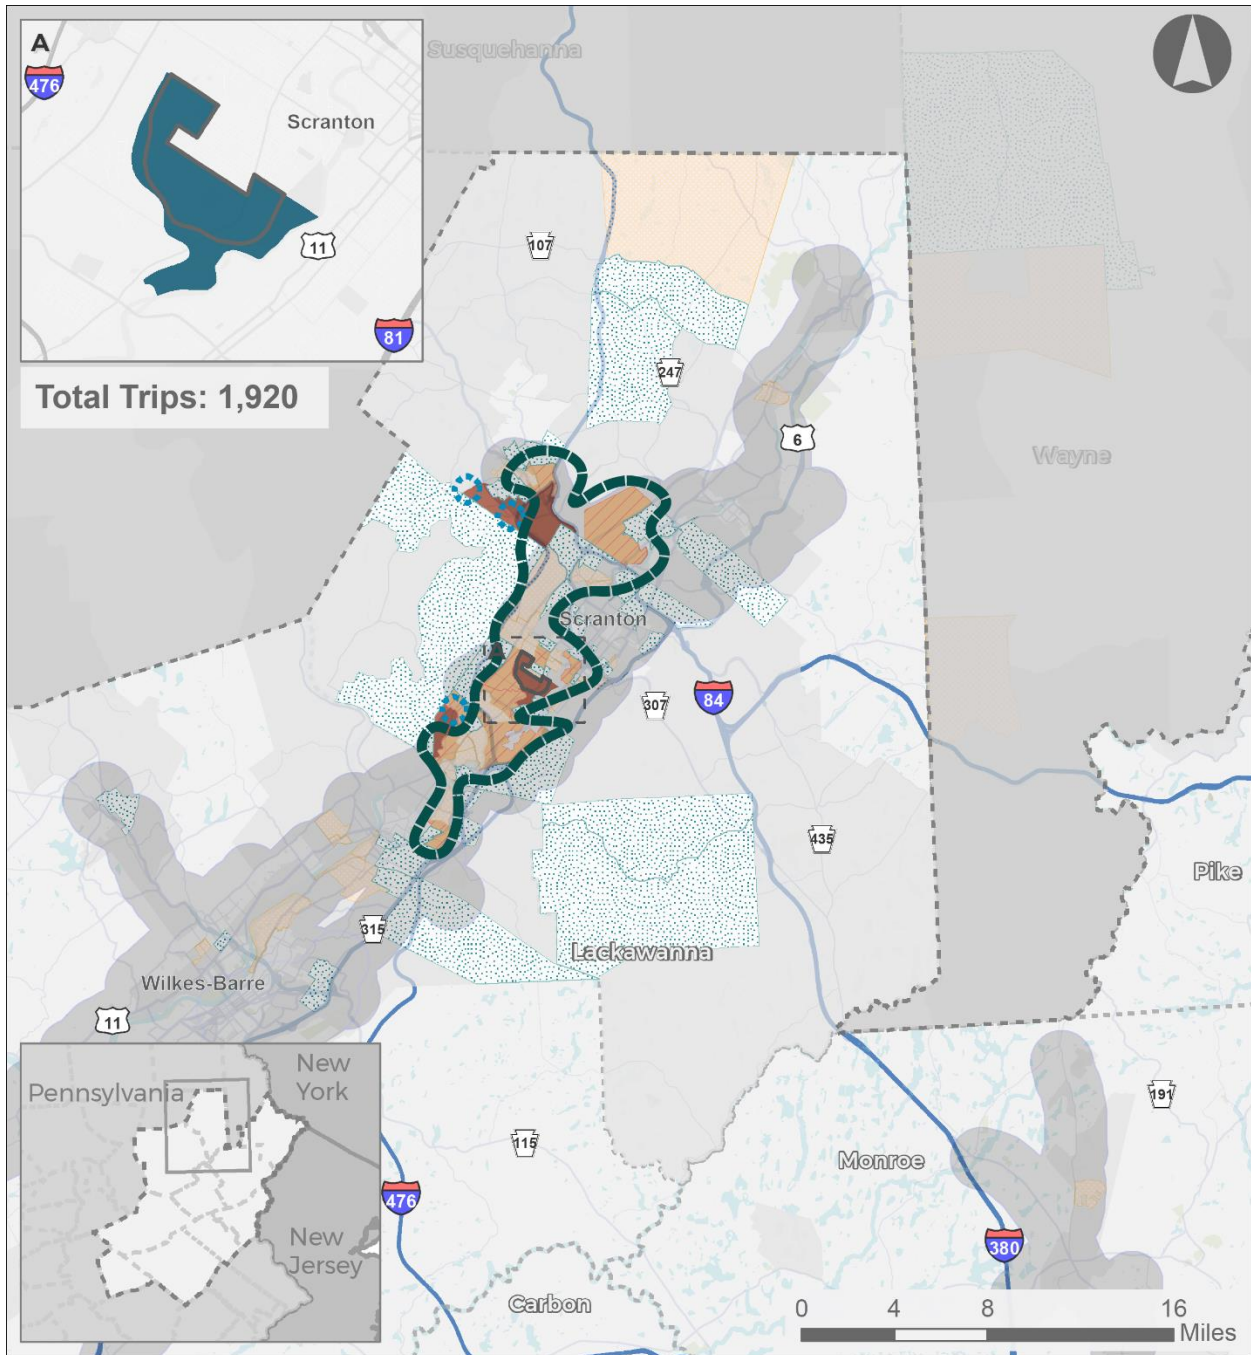 A
476
Scranton
11
81
Total Trips: 1,920
Susquehanna
107
247
6
Wayne
Scranton
A
307
84
435
Pike
315
Lackawanna
Wilkes-Barre
11
Pennsylvania
New
York
New
Jersey
115
191
Monroe
476
380
Carbon
0 4 8 16
Miles